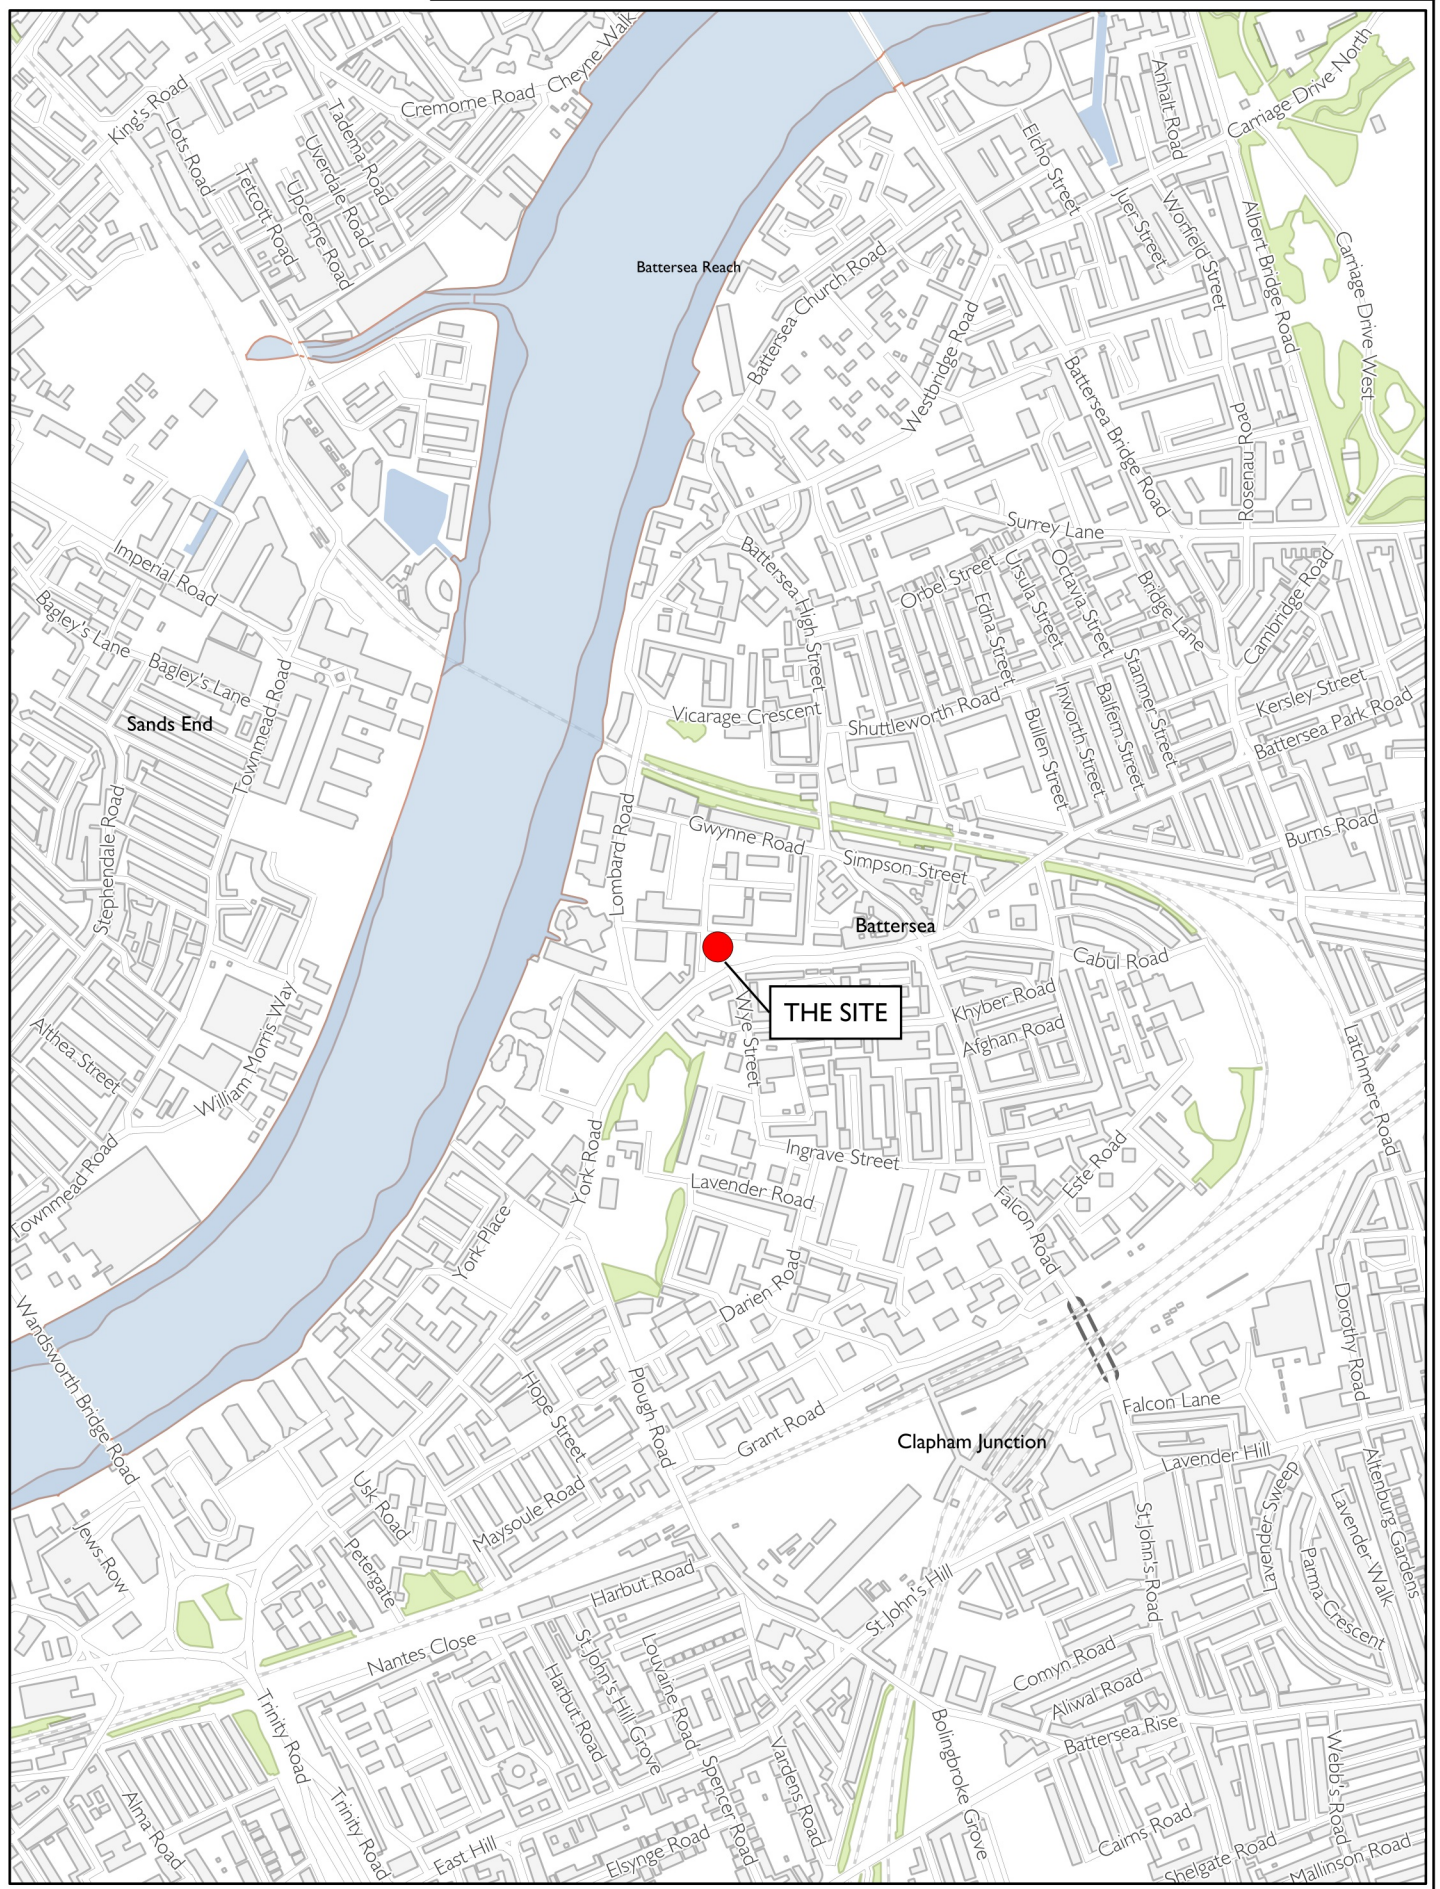 Cheyne Walk
Cremorne Road
King's Road
Lots Road
Tadema Road
Uverdale Road
Tetcott Road
Upcerne Road
Anhalt Road
Carriage Drive North
Elcho Street
Juer Street
Worfield Street
Albert Bridge Road
Carriage Drive West
Battersea Reach
Battersea Church Road
Westbridge Road
Battersea Bridge Road
Rosenau Road
Surrey Lane
Imperial Road
Bagley's Lane
Bagley's Lane
Battersea High Street
Orbel Street
Edna Street
Ursula Street
Octavia Street
Bridge Lane
Cambridge Road
Townmead Road
Sands End
Vicarage Crescent
Shuttleworth Road
Bullen Street
Inworth Street
Balfern Street
Stanmer Street
Kersley Street
Battersea Park Road
Stephendale Road
Lombard Road
Gwynne Road
Simpson Street
Burns Road
Battersea
Cabul Road
THE SITE
Wye Street
Khyber Road
Afghan Road
Althea Street
William Morris Way
Latchmere Road
Townmead Road
York Road
Ingrave Street
Lavender Road
Este Road
Falcon Road
York Place
Darien Road
Wandsworth Bridge Road
Dorothy Road
Hope Street
Plough Road
Grant Road
Falcon Lane
Clapham Junction
Lavender Hill
Usk Road
Maysoule Road
Lavender Sweep
Altenburg Gardens
Lavender Walk
Jews Row
Petergate
Harbut Road
St John's Hill
St John's Road
Parma Crescent
Nantes Close
St John's Hill Grove
Louvaine Road
Harbut Road
Comyn Road
Aliwal Road
Battersea Rise
Trinity Road
Bolingbroke Grove
Spencer Road
Vardens Road
Webb's Road
Alma Road
Trinity Road
East Hill
Elsynge Road
Cairns Road
Shelgate Road
Mallinson Road